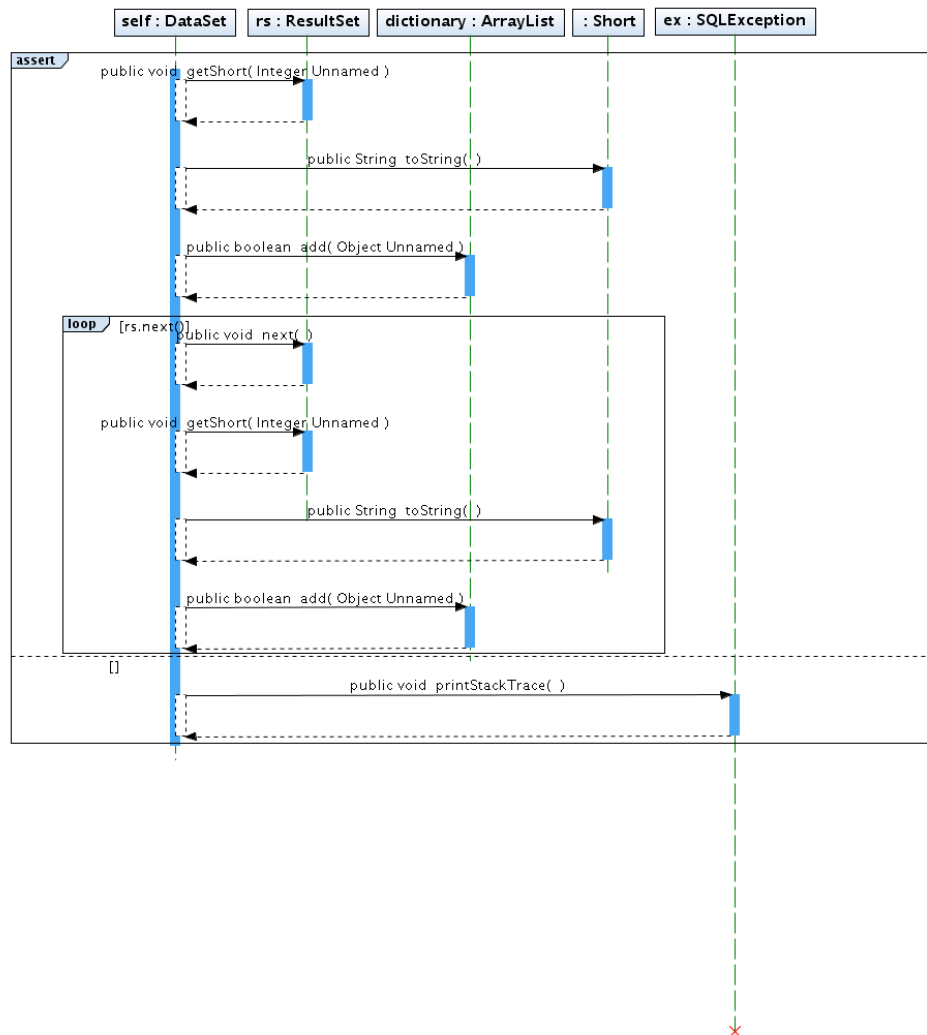 self : DataSet
rs : ResultSet
dictionary : ArrayList
: Short
ex : SQLException
assert
public void getShort( Integer Unnamed )
public String toString( )
public boolean add( Object Unnamed )
loop
[rs.next()]
public void next( )
public void getShort( Integer Unnamed )
public String toString( )
public boolean add( Object Unnamed )
[]
public void printStackTrace( )